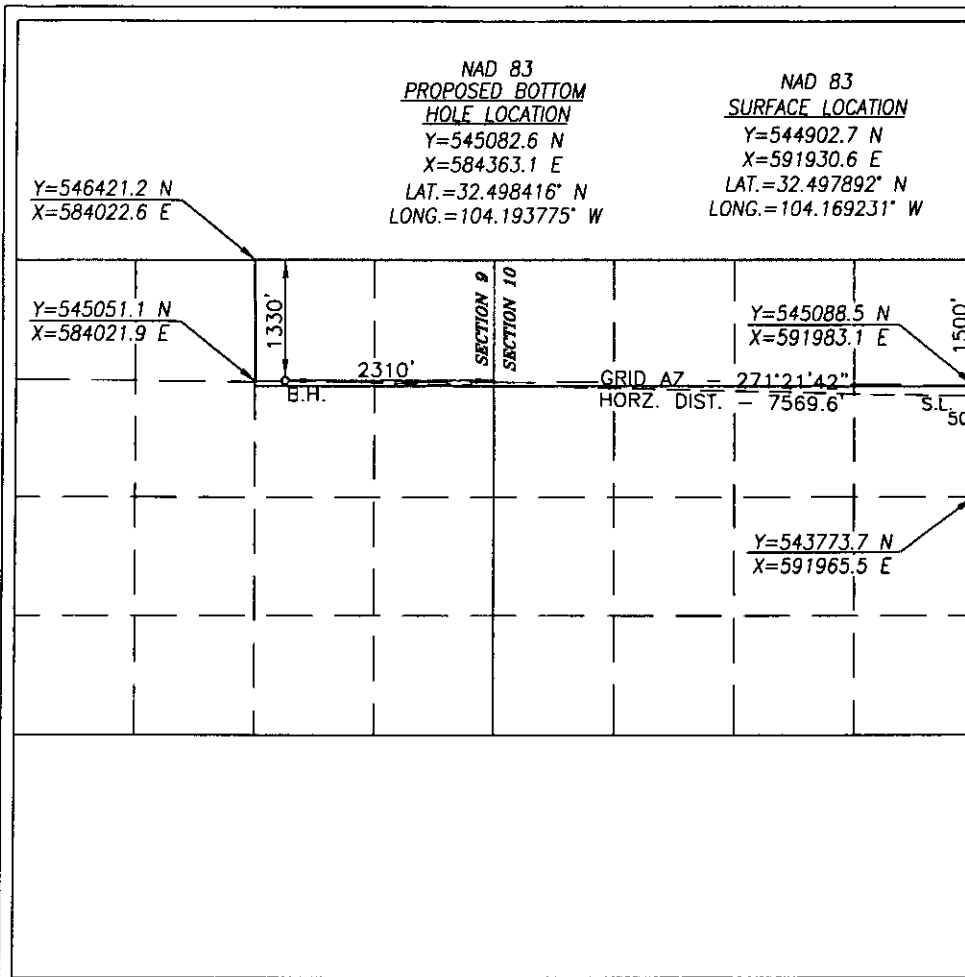 NAD 83
PROPOSED BOTTOM
HOLE LOCATION
Y=545082.6 N
X=584363.1 E
LAT.=32.498416° N
LONG.=104.193775° W
NAD 83
SURFACE LOCATION
Y=544902.7 N
X=591930.6 E
LAT.=32.497892° N
LONG.=104.169231° W
Y=546421.2 N
X=584022.6 E
Y=545051.1 N
X=584021.9 E
1330'
2310'
B.H.
SECTION 9
SECTION 10
GRID AZ - 271°21'42"
HORZ. DIST. - 7569.6'
Y=545088.5 N
X=591983.1 E
1500'
S.L.
50
Y=543773.7 N
X=591965.5 E